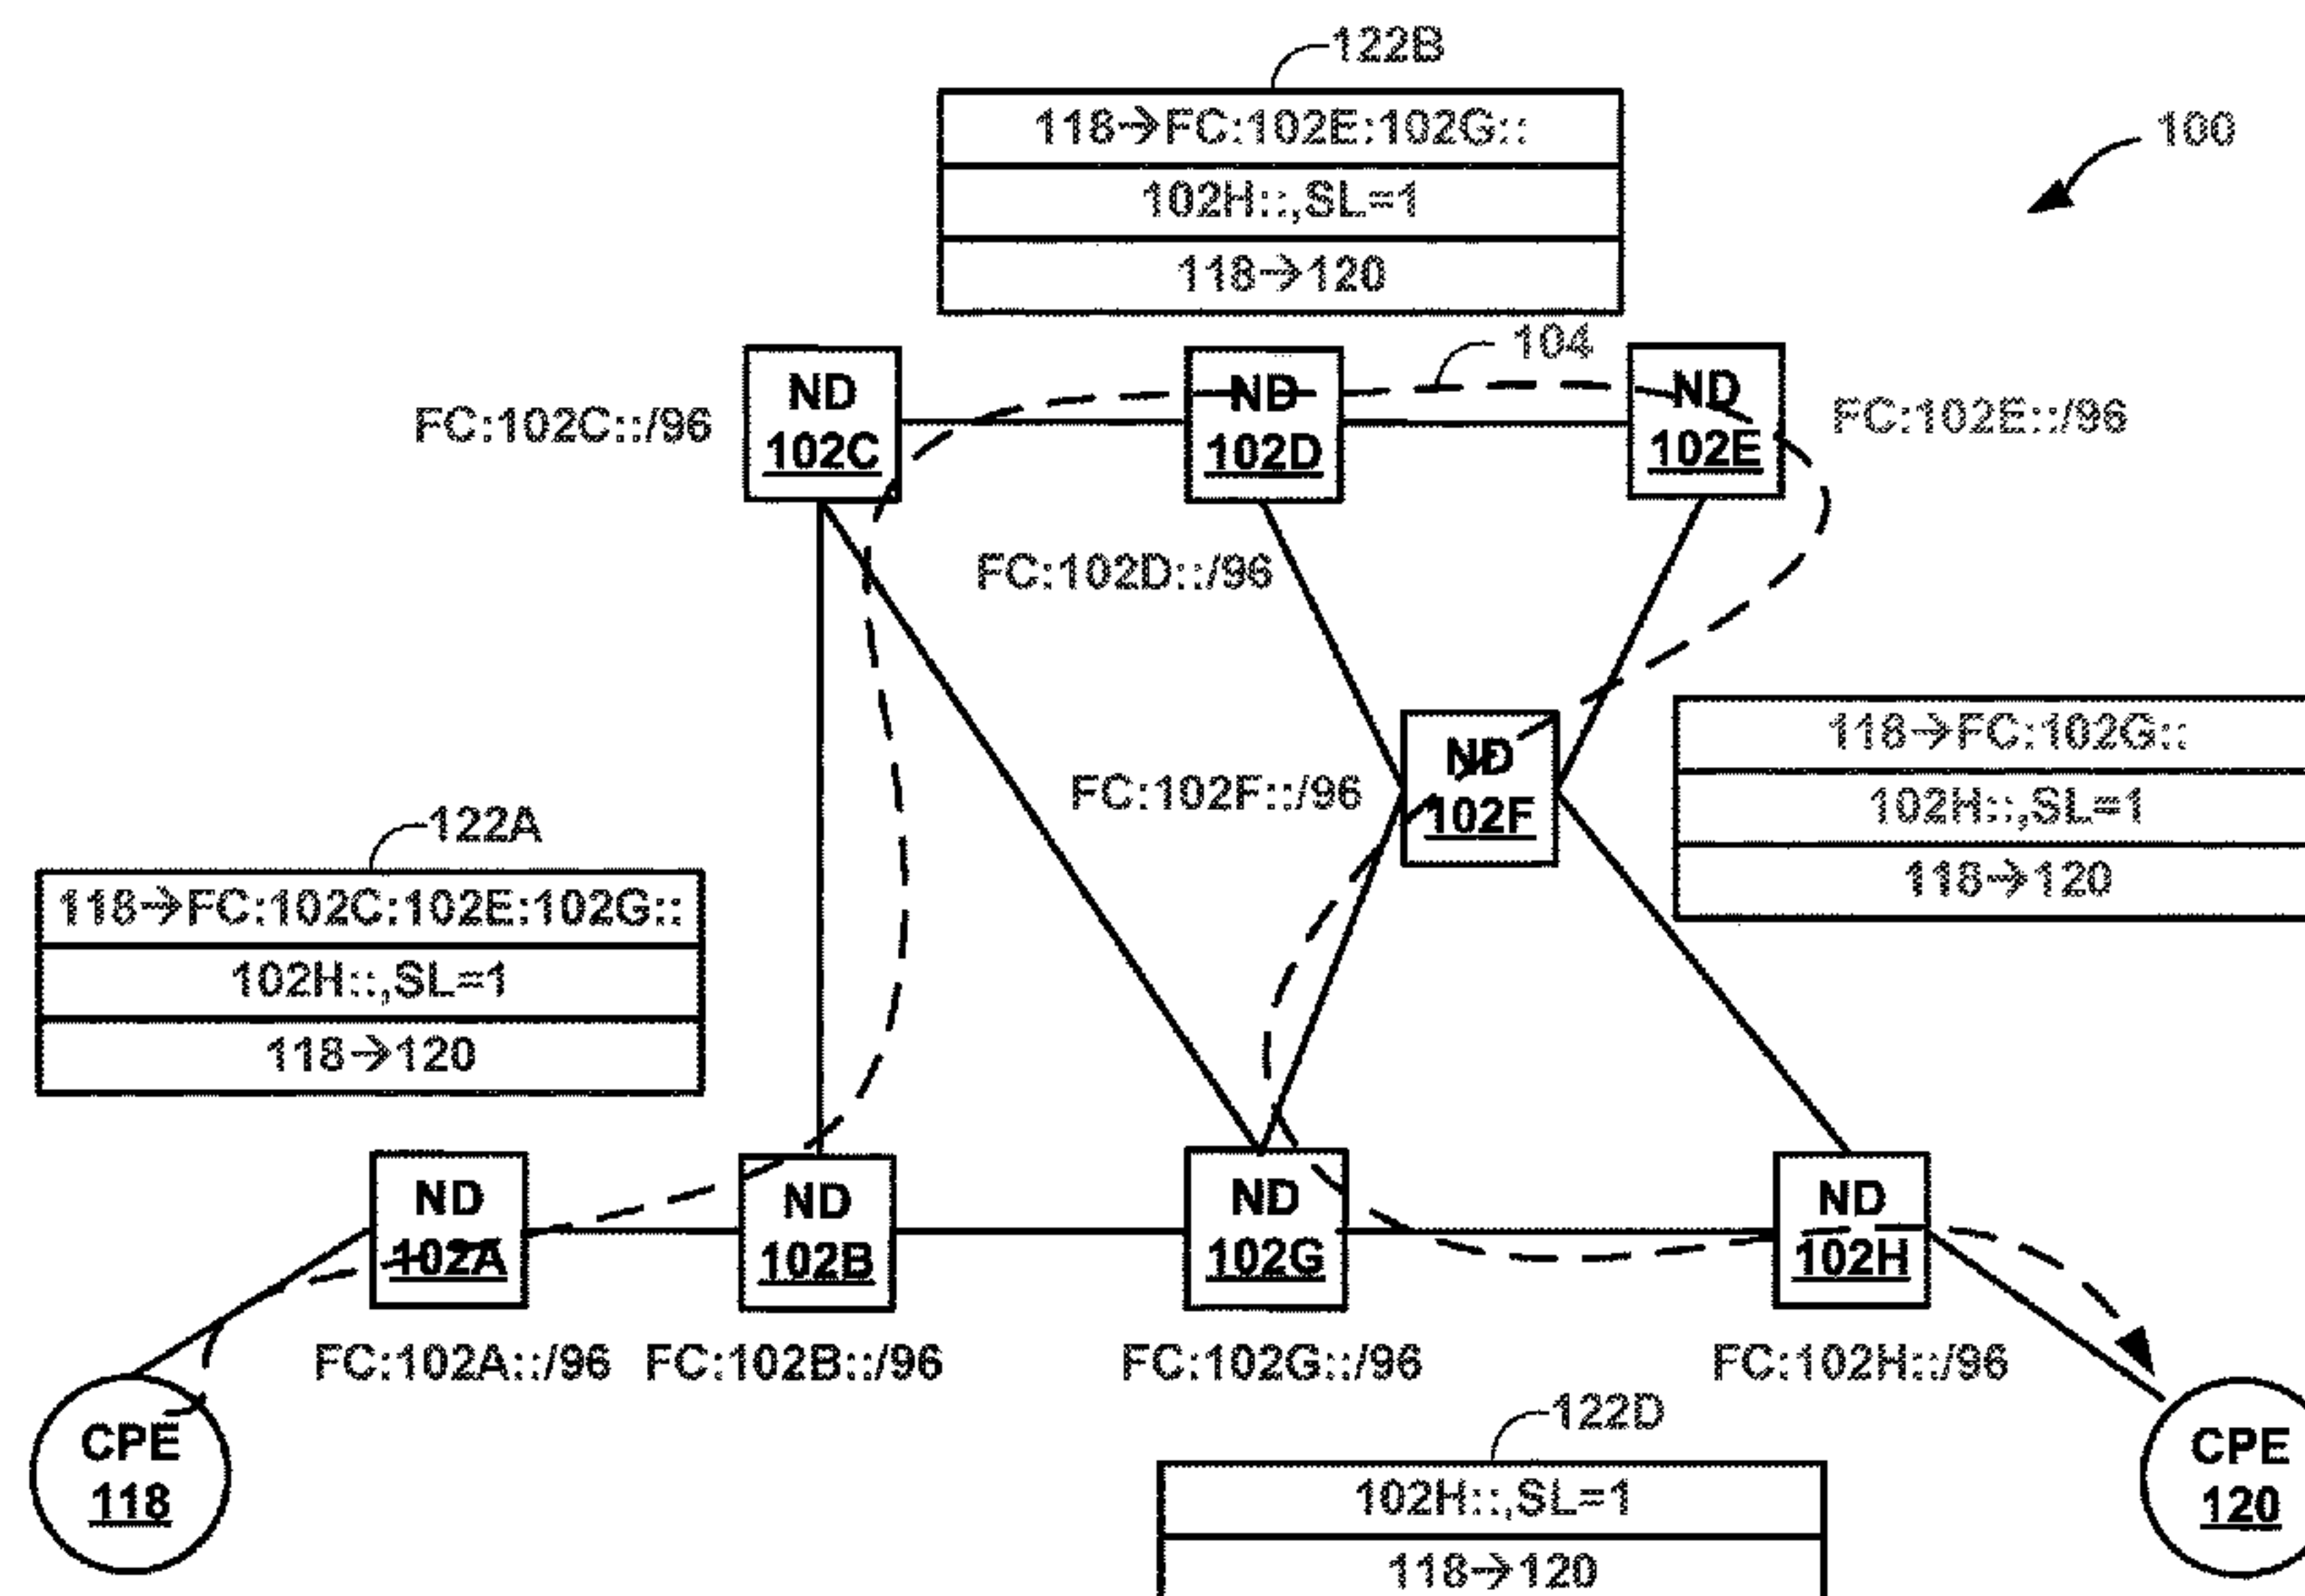 122B
118→FC:102E:102G::
102H::,SL=1
118→120
100
104
ND
102C
FC:102C::/96
ND
102D
FC:102D::/96
ND
102E
FC:102E::/96
ND
102F
FC:102F::/96
118→FC:102G::
102H::,SL=1
118→120
122A
118→FC:102C:102E:102G::
102H::,SL=1
118→120
ND
102A
FC:102A::/96
ND
102B
FC:102B::/96
ND
102G
FC:102G::/96
ND
102H
FC:102H::/96
CPE
118
CPE
120
122D
102H::,SL=1
118→120